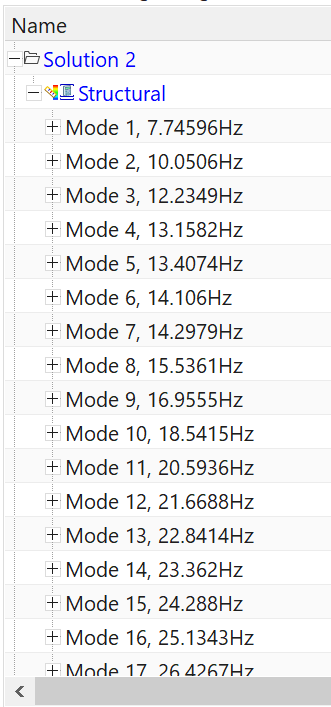 Name
Solution 2
Structural
Mode 1, 7.74596Hz
Mode 2, 10.0506Hz
Mode 3, 12.2349Hz
Mode 4, 13.1582Hz
Mode 5, 13.4074Hz
Mode 6, 14.106Hz
Mode 7, 14.2979Hz
Mode 8, 15.5361Hz
Mode 9, 16.9555Hz
Mode 10, 18.5415Hz
Mode 11, 20.5936Hz
Mode 12, 21.6688Hz
Mode 13, 22.8414Hz
Mode 14, 23.362Hz
Mode 15, 24.288Hz
Mode 16, 25.1343Hz
Mode 17, 26.4267Hz